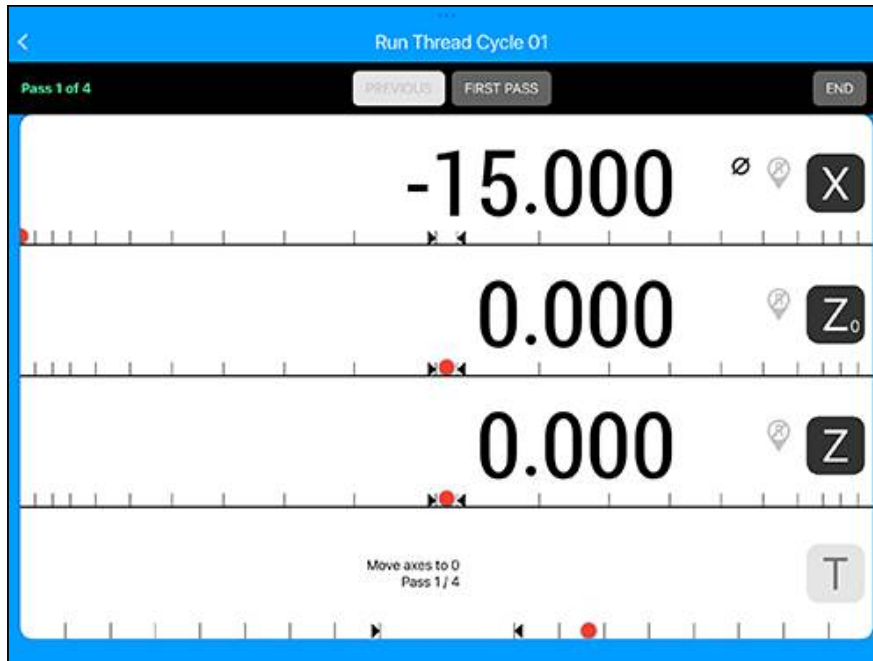 Run Thread Cycle 01
Pass 1 of 4 PREVIOUS FIRST PASS END
-15.000 Ø X
0.000 Z0
0.000 Z
Move axes to 0
Pass 1 / 4
T